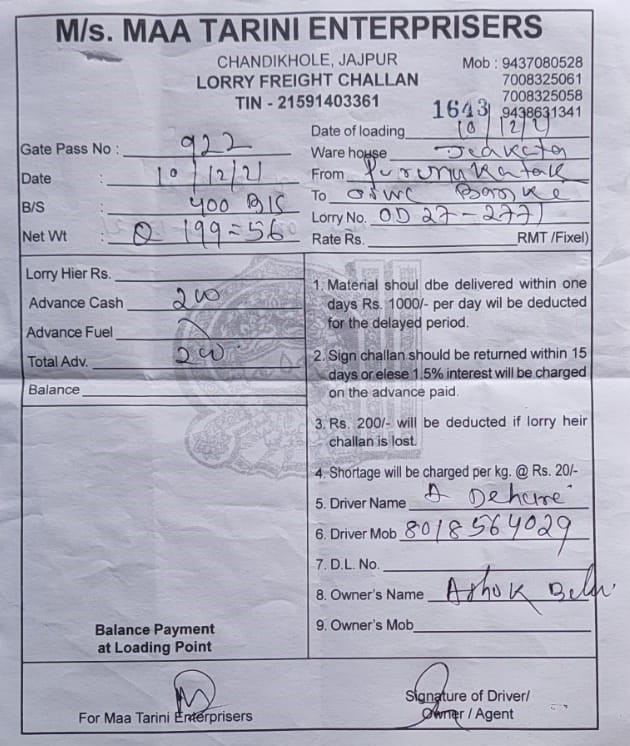 M/s. MAA TARINI ENTERPRISERS
CHANDIKHOLE, JAJPUR
LORRY FREIGHT CHALLAN
TIN - 21591403361
Mob : 9437080528
7008325061
7008325058
9438631341
1643
Gate Pass No : 922
Date : 10/12/21
B/S : 400 B/S
Net Wt : Q 199=56
Date of loading 10/12/21
Ware house
From Purunakatak
To OSWC
Lorry No. OD 27-2771
Rate Rs. RMT /Fixel)
Lorry Hier Rs.
Advance Cash 200
Advance Fuel
Total Adv. 200
Balance
Balance Payment
at Loading Point
1. Material shoul dbe delivered within one
days Rs. 1000/- per day wil be deducted
for the delayed period.
2. Sign challan should be returned within 15
days or elese 1.5% interest will be charged
on the advance paid.
3. Rs. 200/- will be deducted if lorry heir
challan is lost.
4. Shortage will be charged per kg. @ Rs. 20/-
5. Driver Name A Dehure
6. Driver Mob 8018564029
7. D.L. No.
8. Owner's Name Ashok
9. Owner's Mob
For Maa Tarini Enterprisers
Signature of Driver/
Owner / Agent